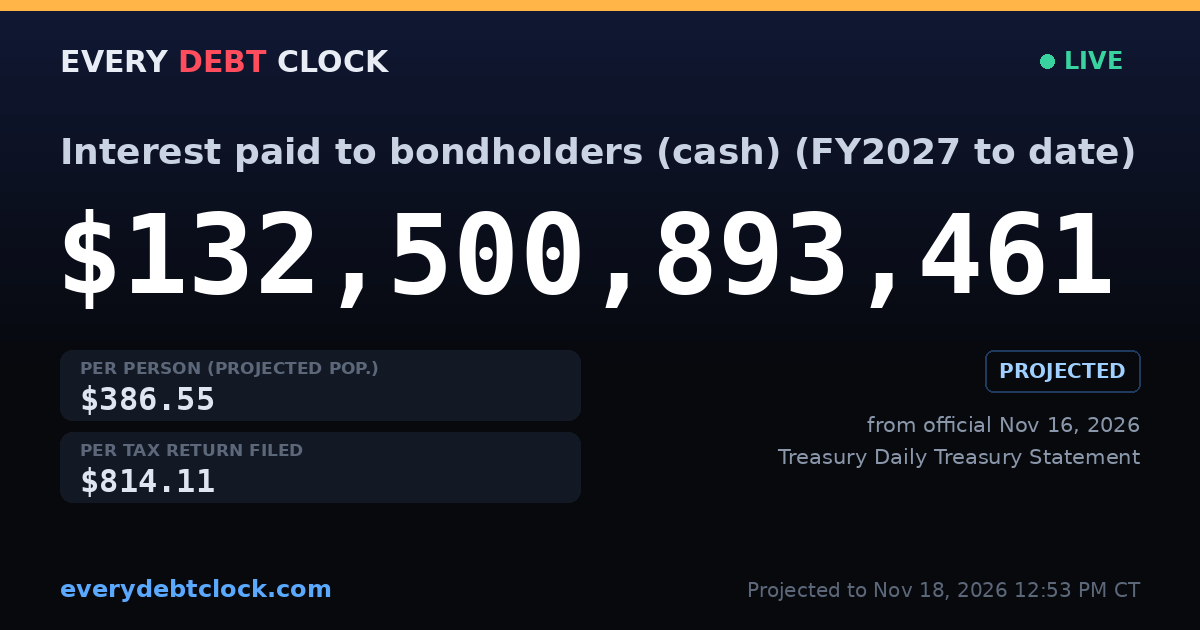 EVERY DEBT CLOCK
LIVE
Interest paid to bondholders (cash) (FY2027 to date)
$132,500,893,461
PER PERSON (PROJECTED POP.)
$386.55
PER TAX RETURN FILED
$814.11
PROJECTED
from official Nov 16, 2026
Treasury Daily Treasury Statement
everydebtclock.com
Projected to Nov 18, 2026 12:53 PM CT